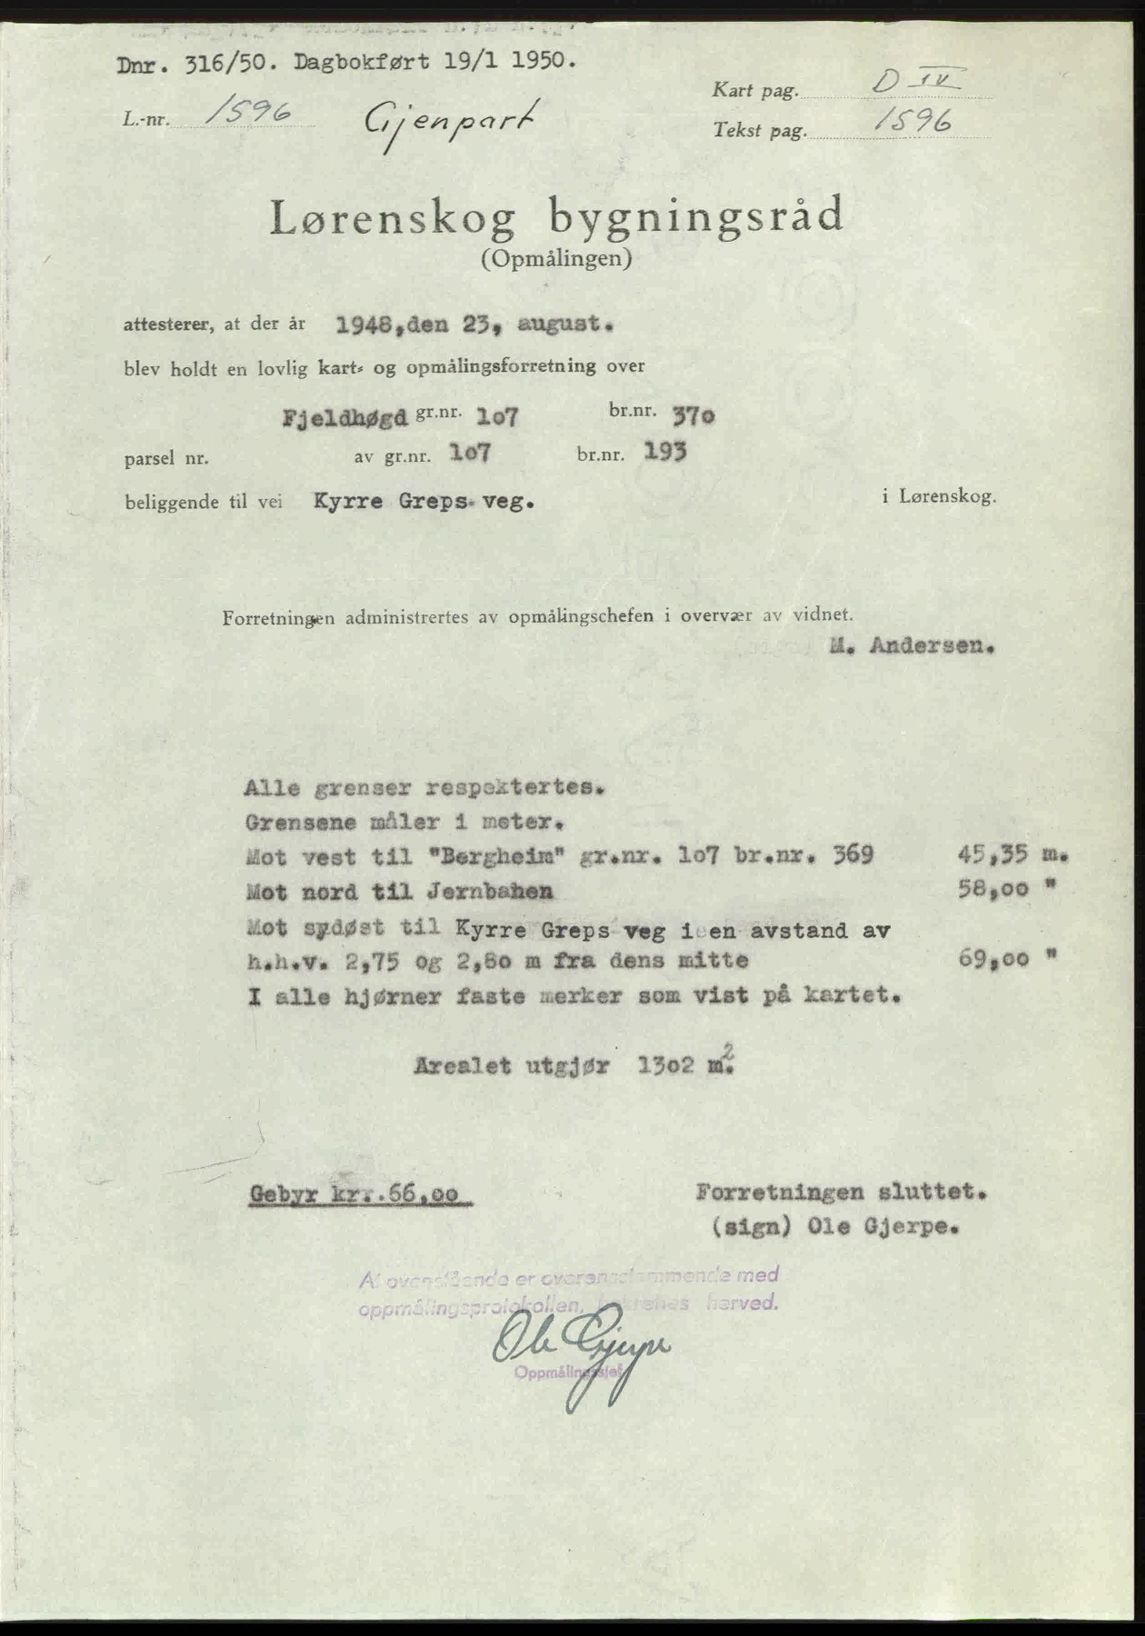 Dnr. 316/50. Dagbokført 19/1 1950.
L.-nr. 1596
Gjenpart
Kart pag. D IV
Tekst pag. 1596
Lørenskog bygningsråd
(Opmålingen)
attesterer, at der år 1948,den 23, august.
blev holdt en lovlig kart- og opmålingsforretning over
Fjeldhøgd gr.nr. 1o7 br.nr. 37o
parsel nr. av gr.nr. 1o7 br.nr. 193
beliggende til vei Kyrre Greps veg. i Lørenskog.
Forretningen administrertes av opmålingschefen i overvær av vidnet.
M. Andersen.
Alle grenser respektertes.
Grensene måler i meter.
Mot vest til "Bergheim" gr.nr. 1o7 br.nr. 369 45,35 m.
Mot nord til Jernbahen 58,oo "
Mot sydøst til Kyrre Greps veg i en avstand av
h.h.v. 2,75 og 2,8o m fra dens mitte 69,oo "
I alle hjørner faste merker som vist på kartet.
Arealet utgjør 13o2 m².
Gebyr kr. 66,oo
Forretningen sluttet.
(sign) Ole Gjerpe.
At ovenstående er overensstemmende med
oppmålingsprotokollen, bekreftes herved.
Ole Gjerpe
Oppmålingssjef